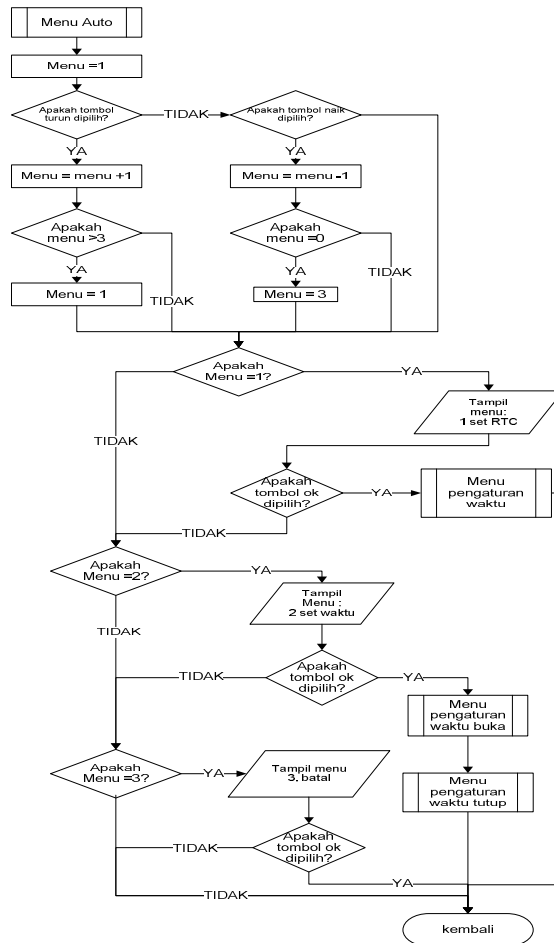 Menu Auto
Menu =1
Apakah tombol
turun dipilih?
TIDAK
Apakah tombol naik
dipilih?
YA
YA
Menu = menu +1
Menu = menu -1
Apakah
menu >3
Apakah
menu =0
YA
TIDAK
YA
TIDAK
Menu = 1
Menu = 3
Apakah
Menu =1?
YA
Tampil
menu:
1 set RTC
TIDAK
Apakah
tombol ok
dipilih?
YA
Menu
pengaturan
waktu
TIDAK
Apakah
Menu =2?
YA
Tampil
Menu :
2 set waktu
TIDAK
Apakah
tombol ok
dipilih?
TIDAK
YA
Menu
pengaturan
waktu buka
Apakah
Menu =3?
YA
Tampil menu
3. batal
Menu
pengaturan
waktu tutup
Apakah
tombol ok
dipilih?
TIDAK
YA
TIDAK
kembali